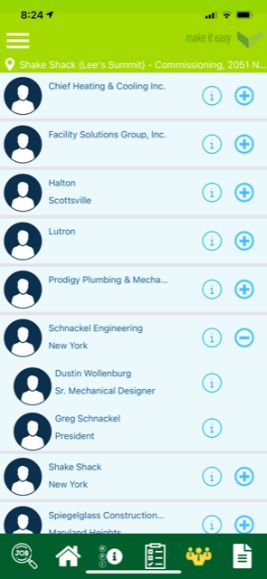 8:24
make it easy
Shake Shack (Lee's Summit) - Commissioning, 2051 N...
Chief Heating & Cooling Inc.
Facility Solutions Group, Inc.
Halton
Scottsville
Lutron
Prodigy Plumbing & Mecha...
Schnackel Engineering
New York
Dustin Wollenburg
Sr. Mechanical Designer
Greg Schnackel
President
Shake Shack
New York
Spiegelglass Construction...
Maryland Heights
JOB